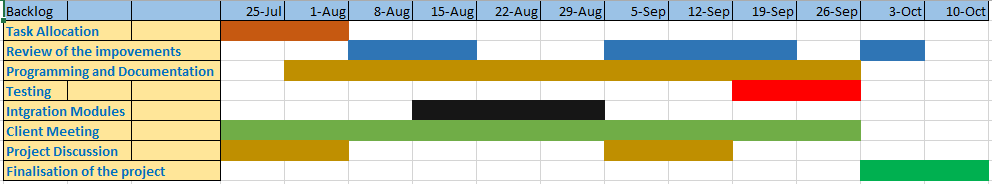 Backlog 25-Jul 1-Aug 8-Aug 15-Aug 22-Aug 29-Aug 5-Sep 12-Sep 19-Sep 26-Sep 3-Oct 10-Oct
Task Allocation
Review of the impovements
Programming and Documentation
Testing
Intgration Modules
Client Meeting
Project Discussion
Finalisation of the project